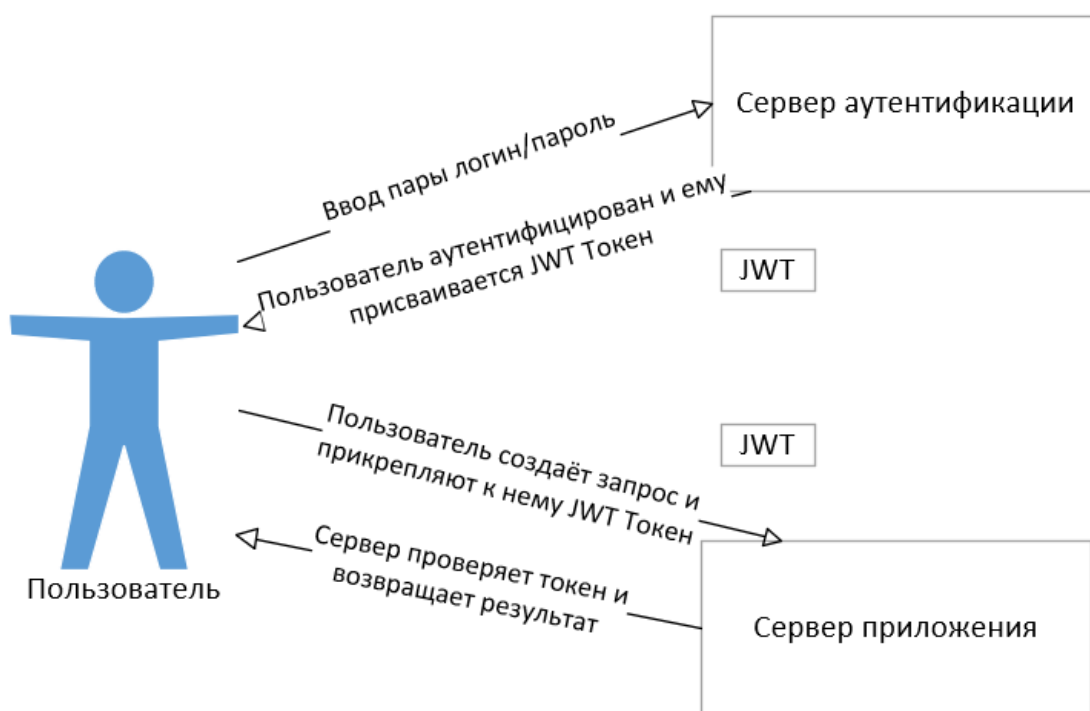 Сервер аутентификации
Ввод пары логин/пароль
Пользователь аутентифицирован и ему
присваивается JWT Токен
JWT
JWT
Пользователь создаёт запрос и
прикрепляют к нему JWT Токен
Сервер проверяет токен и
возвращает результат
Пользователь
Сервер приложения